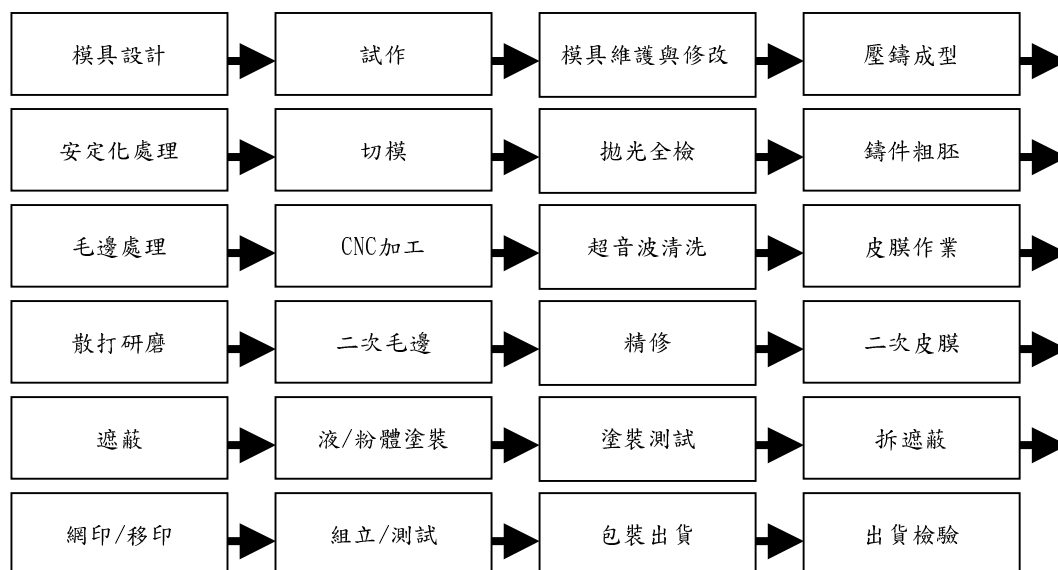 模具設計
試作
模具維護與修改
壓鑄成型
安定化處理
切模
拋光全檢
鑄件粗胚
毛邊處理
CNC加工
超音波清洗
皮膜作業
散打研磨
二次毛邊
精修
二次皮膜
遮蔽
液/粉體塗裝
塗裝測試
拆遮蔽
網印/移印
組立/測試
包裝出貨
出貨檢驗